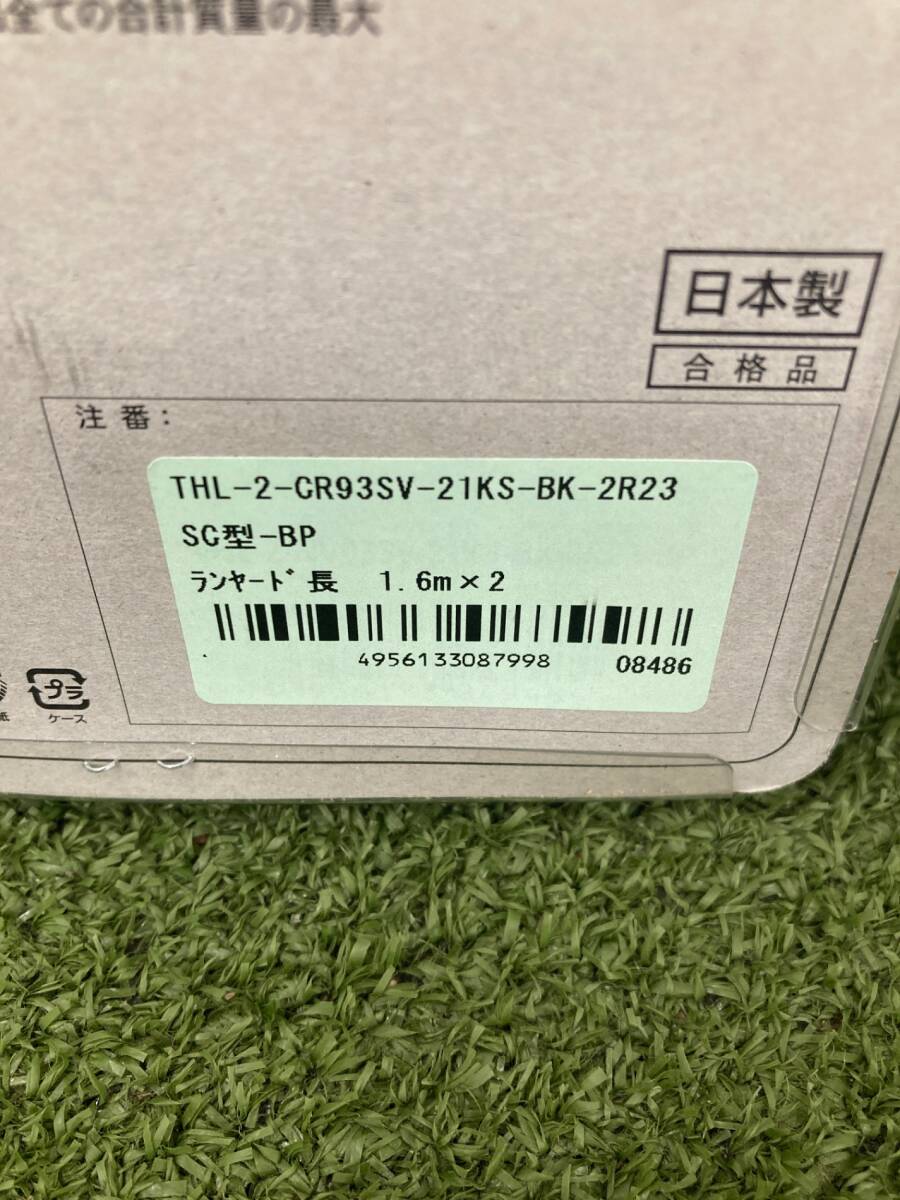 全ての合計質量の最大
日本製
合格品
注番：
THL-2-CR93SV-21KS-BK-2R23
SC型-BP
ﾗﾝﾔｰﾄﾞ長 1.6m×2
4956133087998 08486
プラ
紙
ケース